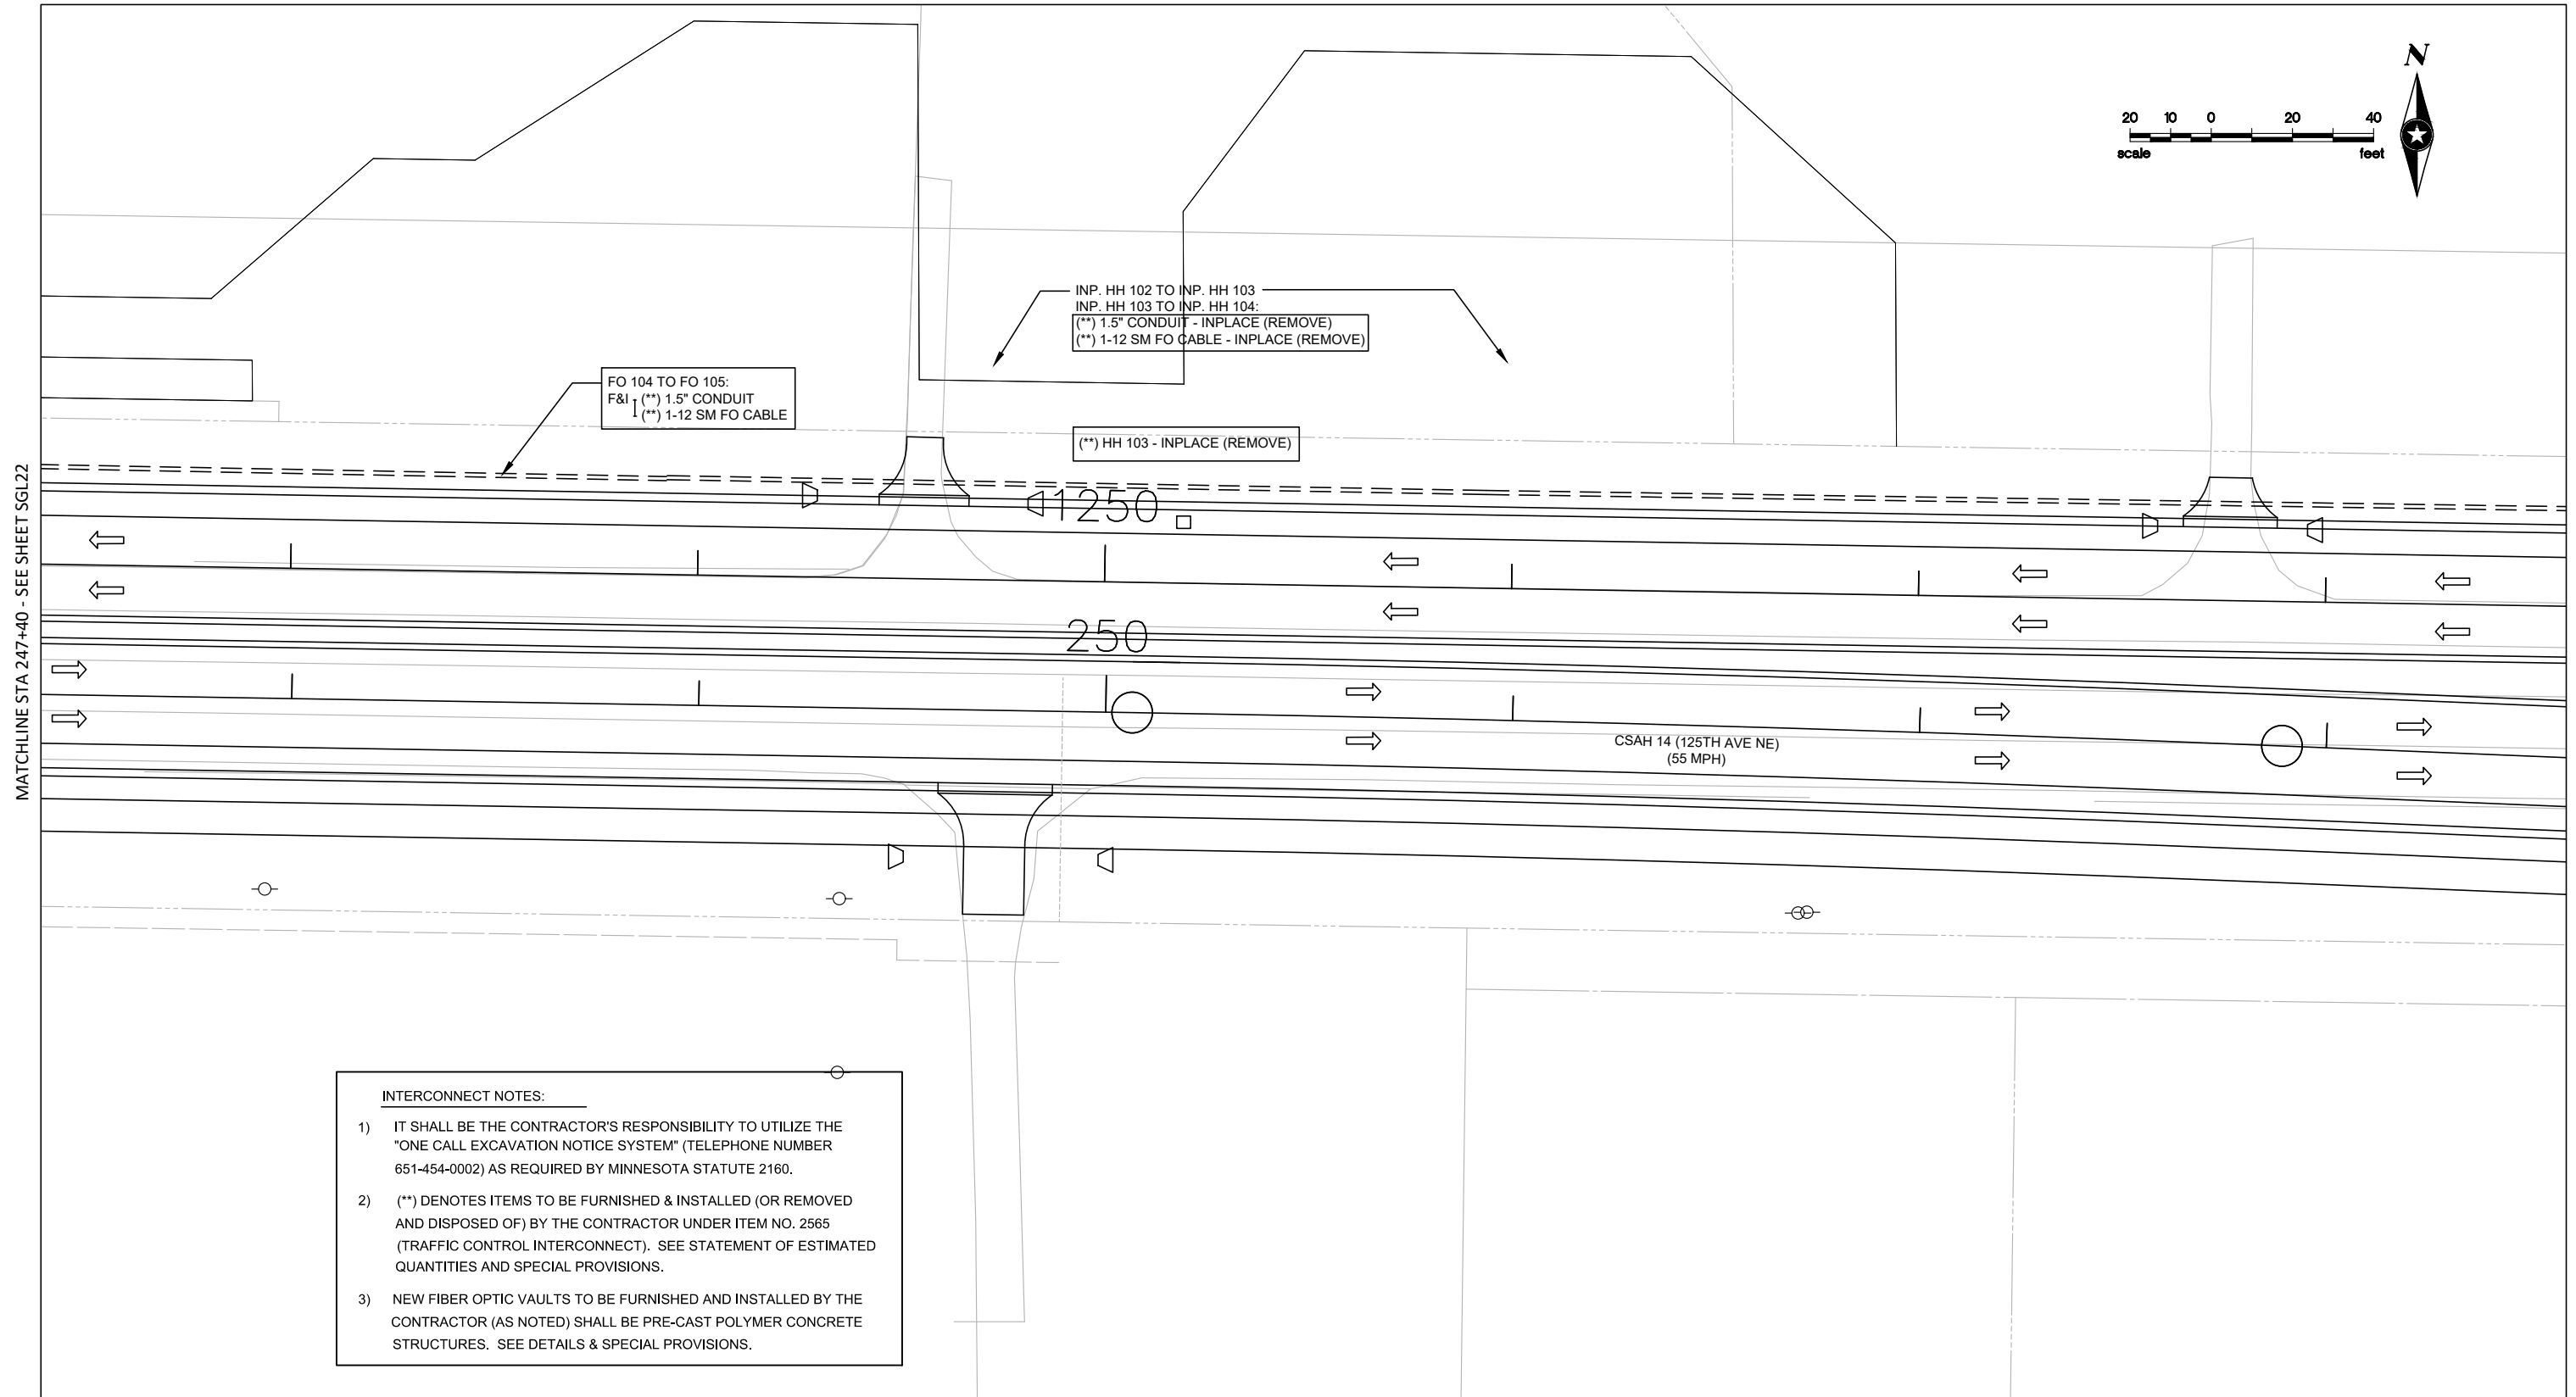 N
20 10 0 20 40
scale feet
INP. HH 102 TO INP. HH 103
INP. HH 103 TO INP. HH 104:
(**) 1.5" CONDUIT - INPLACE (REMOVE)
(**) 1-12 SM FO CABLE - INPLACE (REMOVE)
FO 104 TO FO 105:
F&I (**) 1.5" CONDUIT
(**) 1-12 SM FO CABLE
(**) HH 103 - INPLACE (REMOVE)
MATCHLINE STA 247+40 - SEE SHEET SGL22
1250
250
CSAH 14 (125TH AVE NE)
(55 MPH)
INTERCONNECT NOTES:
1) IT SHALL BE THE CONTRACTOR'S RESPONSIBILITY TO UTILIZE THE
"ONE CALL EXCAVATION NOTICE SYSTEM" (TELEPHONE NUMBER
651-454-0002) AS REQUIRED BY MINNESOTA STATUTE 2160.
2) (**) DENOTES ITEMS TO BE FURNISHED & INSTALLED (OR REMOVED
AND DISPOSED OF) BY THE CONTRACTOR UNDER ITEM NO. 2565
(TRAFFIC CONTROL INTERCONNECT). SEE STATEMENT OF ESTIMATED
QUANTITIES AND SPECIAL PROVISIONS.
3) NEW FIBER OPTIC VAULTS TO BE FURNISHED AND INSTALLED BY THE
CONTRACTOR (AS NOTED) SHALL BE PRE-CAST POLYMER CONCRETE
STRUCTURES. SEE DETAILS & SPECIAL PROVISIONS.